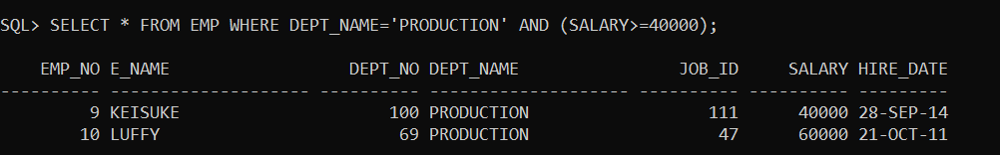 SQL> SELECT * FROM EMP WHERE DEPT_NAME='PRODUCTION' AND (SALARY>=40000);
EMP_NO E_NAME DEPT_NO DEPT_NAME JOB_ID SALARY HIRE_DATE
---------- -------------------- ---------- -------------------- ---------- ---------- ---------
9 KEISUKE 100 PRODUCTION 111 40000 28-SEP-14
10 LUFFY 69 PRODUCTION 47 60000 21-OCT-11